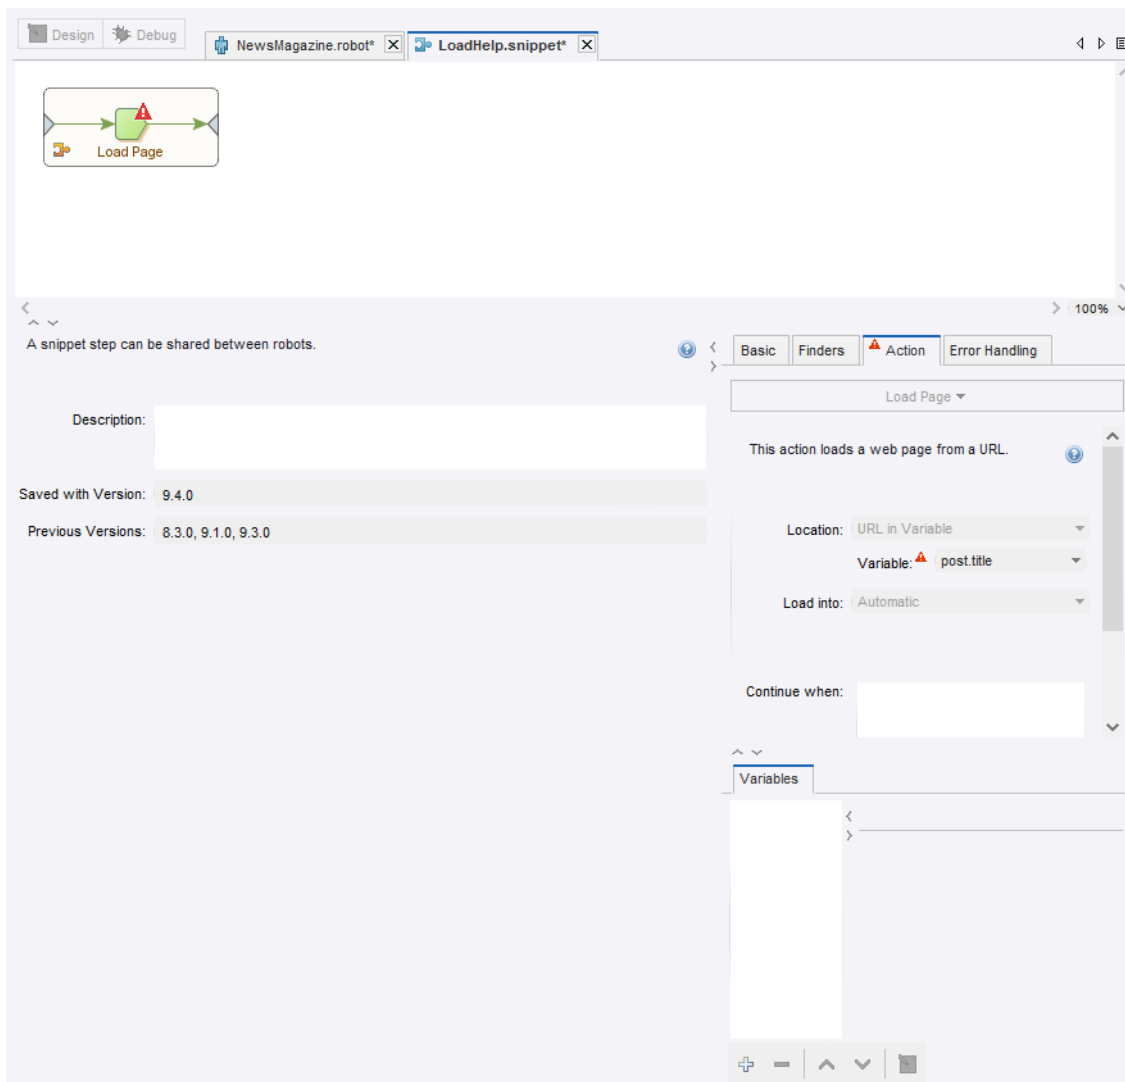 Design Debug NewsMagazine.robot* LoadHelp.snippet*
Load Page
100%
A snippet step can be shared between robots.
Description:
Saved with Version: 9.4.0
Previous Versions: 8.3.0, 9.1.0, 9.3.0
Basic Finders Action Error Handling
Load Page
This action loads a web page from a URL.
Location: URL in Variable
Variable: post.title
Load into: Automatic
Continue when:
Variables